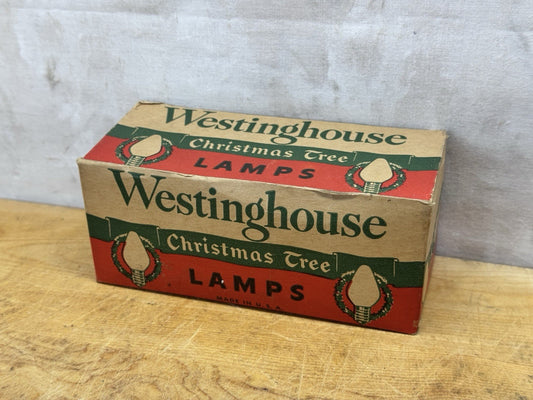 Westinghouse
Christmas Tree
LAMPS
Westinghouse
Christmas Tree
LAMPS
MADE IN U.S.A.